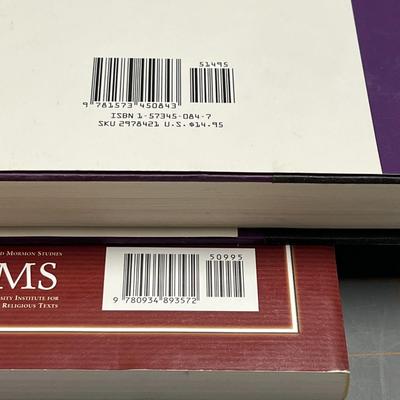 51495
9 781573 450843
ISBN 1-57345-084-7
SKU 2978421 U.S. $14.95
D MORMON STUDIES
MS
SITY INSTITUTE FOR
RELIGIOUS TEXTS
50995
9 780934 893572